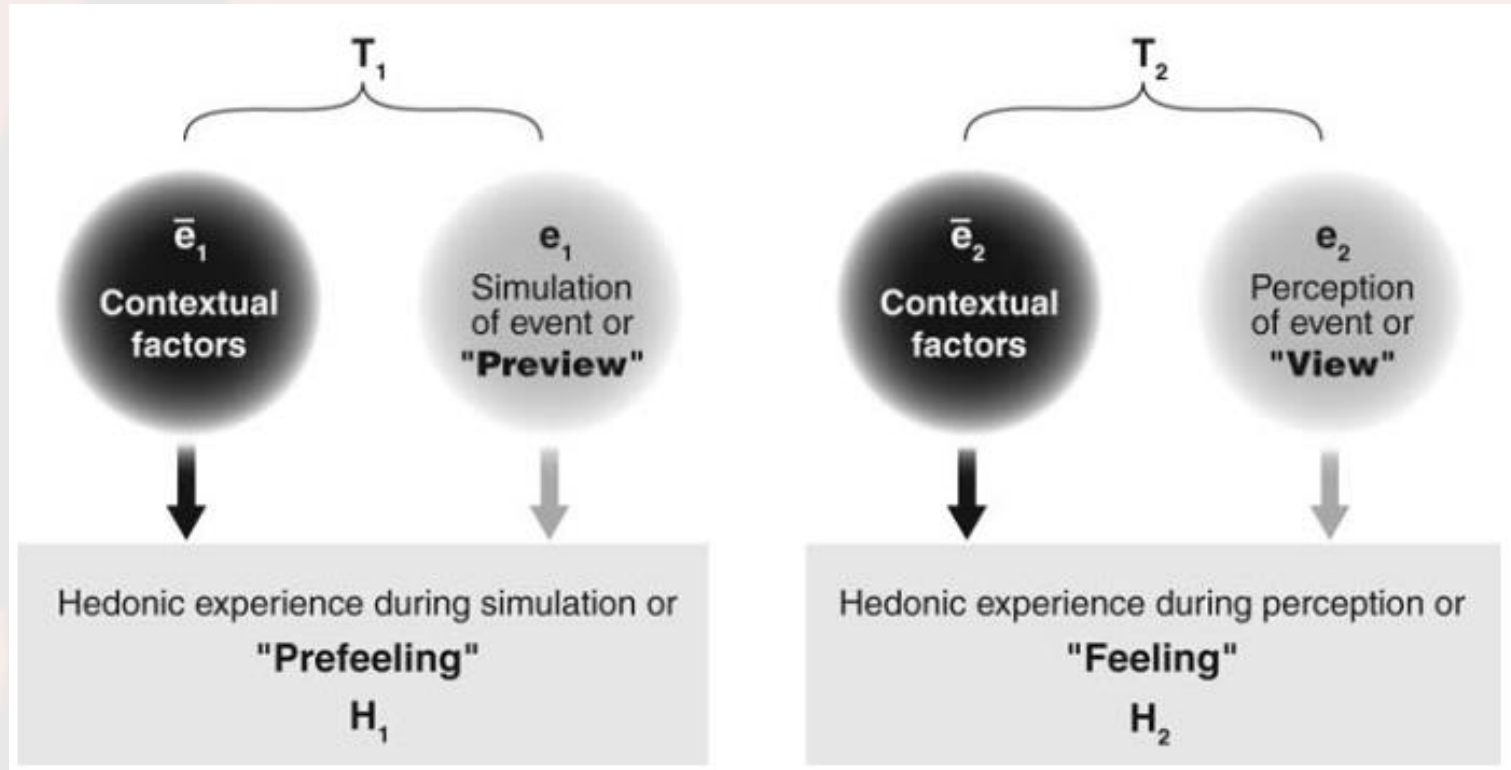 T₁
ē₁
Contextual
factors
e₁
Simulation
of event or
"Preview"
Hedonic experience during simulation or
"Prefeeling"
H₁
T₂
ē₂
Contextual
factors
e₂
Perception
of event or
"View"
Hedonic experience during perception or
"Feeling"
H₂